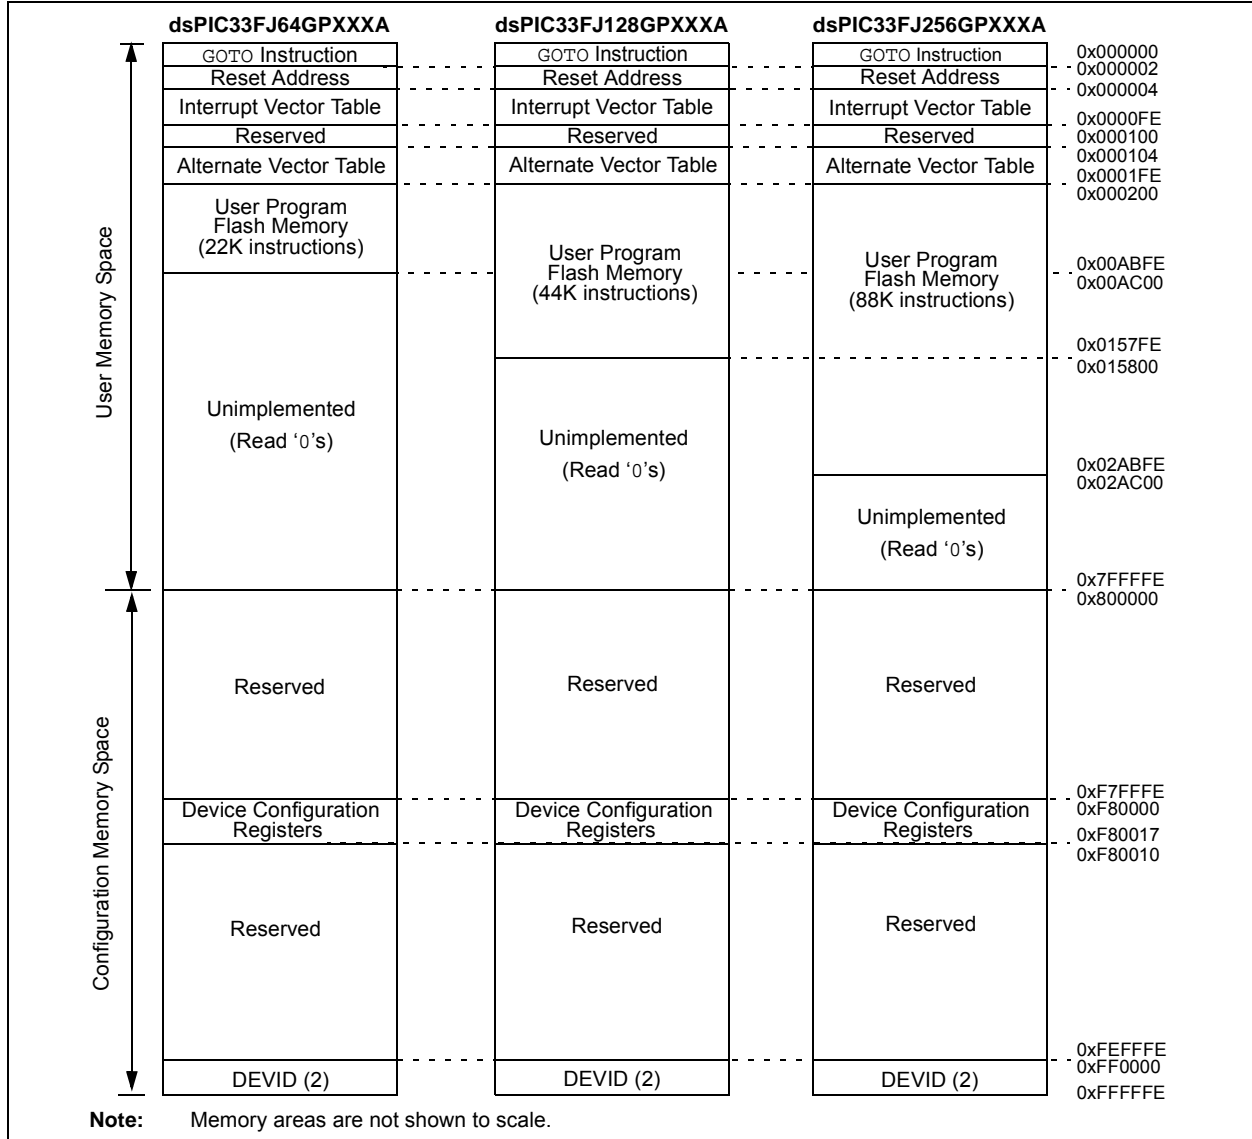 dsPIC33FJ64GPXXXA
dsPIC33FJ128GPXXXA
dsPIC33FJ256GPXXXA
GOTO Instruction
GOTO Instruction
GOTO Instruction
0x000000
Reset Address
Reset Address
Reset Address
0x000002
0x000004
Interrupt Vector Table
Interrupt Vector Table
Interrupt Vector Table
0x0000FE
Reserved
Reserved
Reserved
0x000100
0x000104
Alternate Vector Table
Alternate Vector Table
Alternate Vector Table
0x0001FE
0x000200
User Program
Flash Memory
(22K instructions)
User Program
Flash Memory
(44K instructions)
User Program
Flash Memory
(88K instructions)
0x00ABFE
0x00AC00
User Memory Space
0x0157FE
0x015800
Unimplemented
(Read ‘0’s)
Unimplemented
(Read ‘0’s)
0x02ABFE
0x02AC00
Unimplemented
(Read ‘0’s)
0x7FFFFE
0x800000
Reserved
Reserved
Reserved
Configuration Memory Space
0xF7FFFE
0xF80000
Device Configuration
Registers
Device Configuration
Registers
Device Configuration
Registers
0xF80017
0xF80010
Reserved
Reserved
Reserved
0xFEFFFE
0xFF0000
DEVID (2)
DEVID (2)
DEVID (2)
0xFFFFFE
Note: Memory areas are not shown to scale.